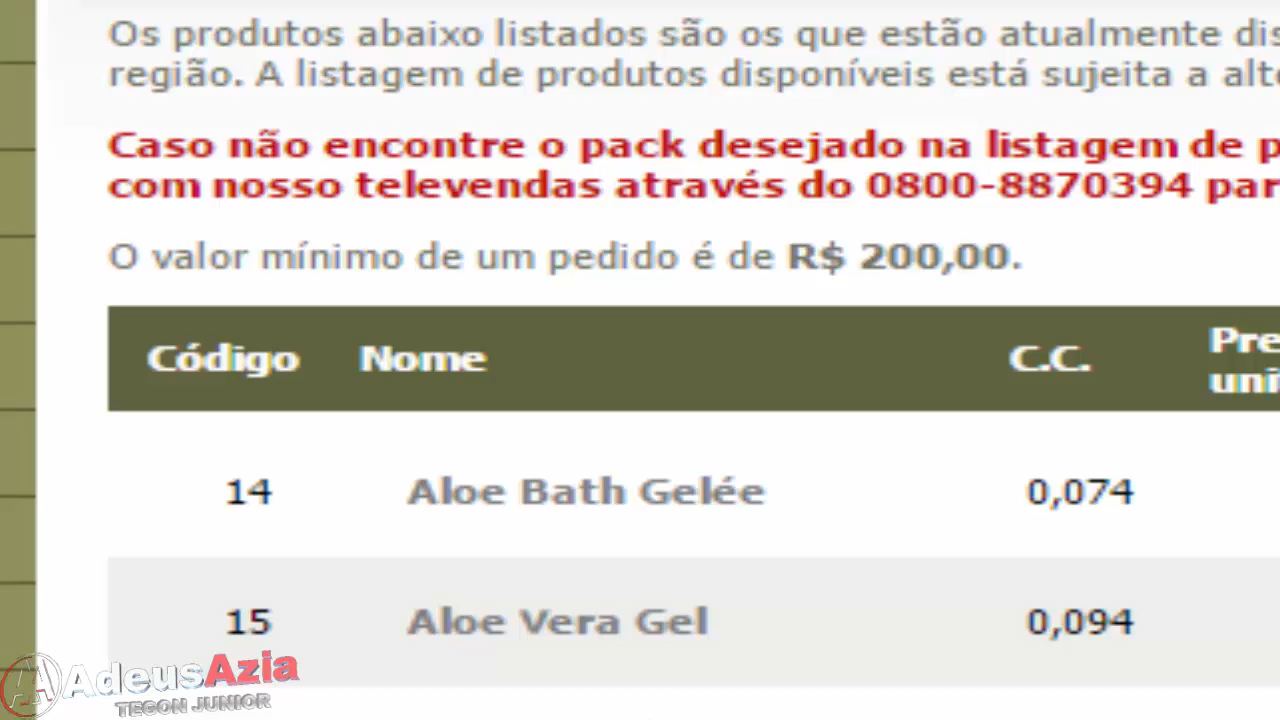 Os produtos abaixo listados são os que estão atualmente dis
região. A listagem de produtos disponíveis está sujeita a alte
Caso não encontre o pack desejado na listagem de p
com nosso televendas através do 0800-8870394 par
O valor mínimo de um pedido é de R$ 200,00.
Código Nome C.C. Pre
uni
14 Aloe Bath Gelée 0,074
15 Aloe Vera Gel 0,094
AA AdeusAzia
TEGON JUNIOR